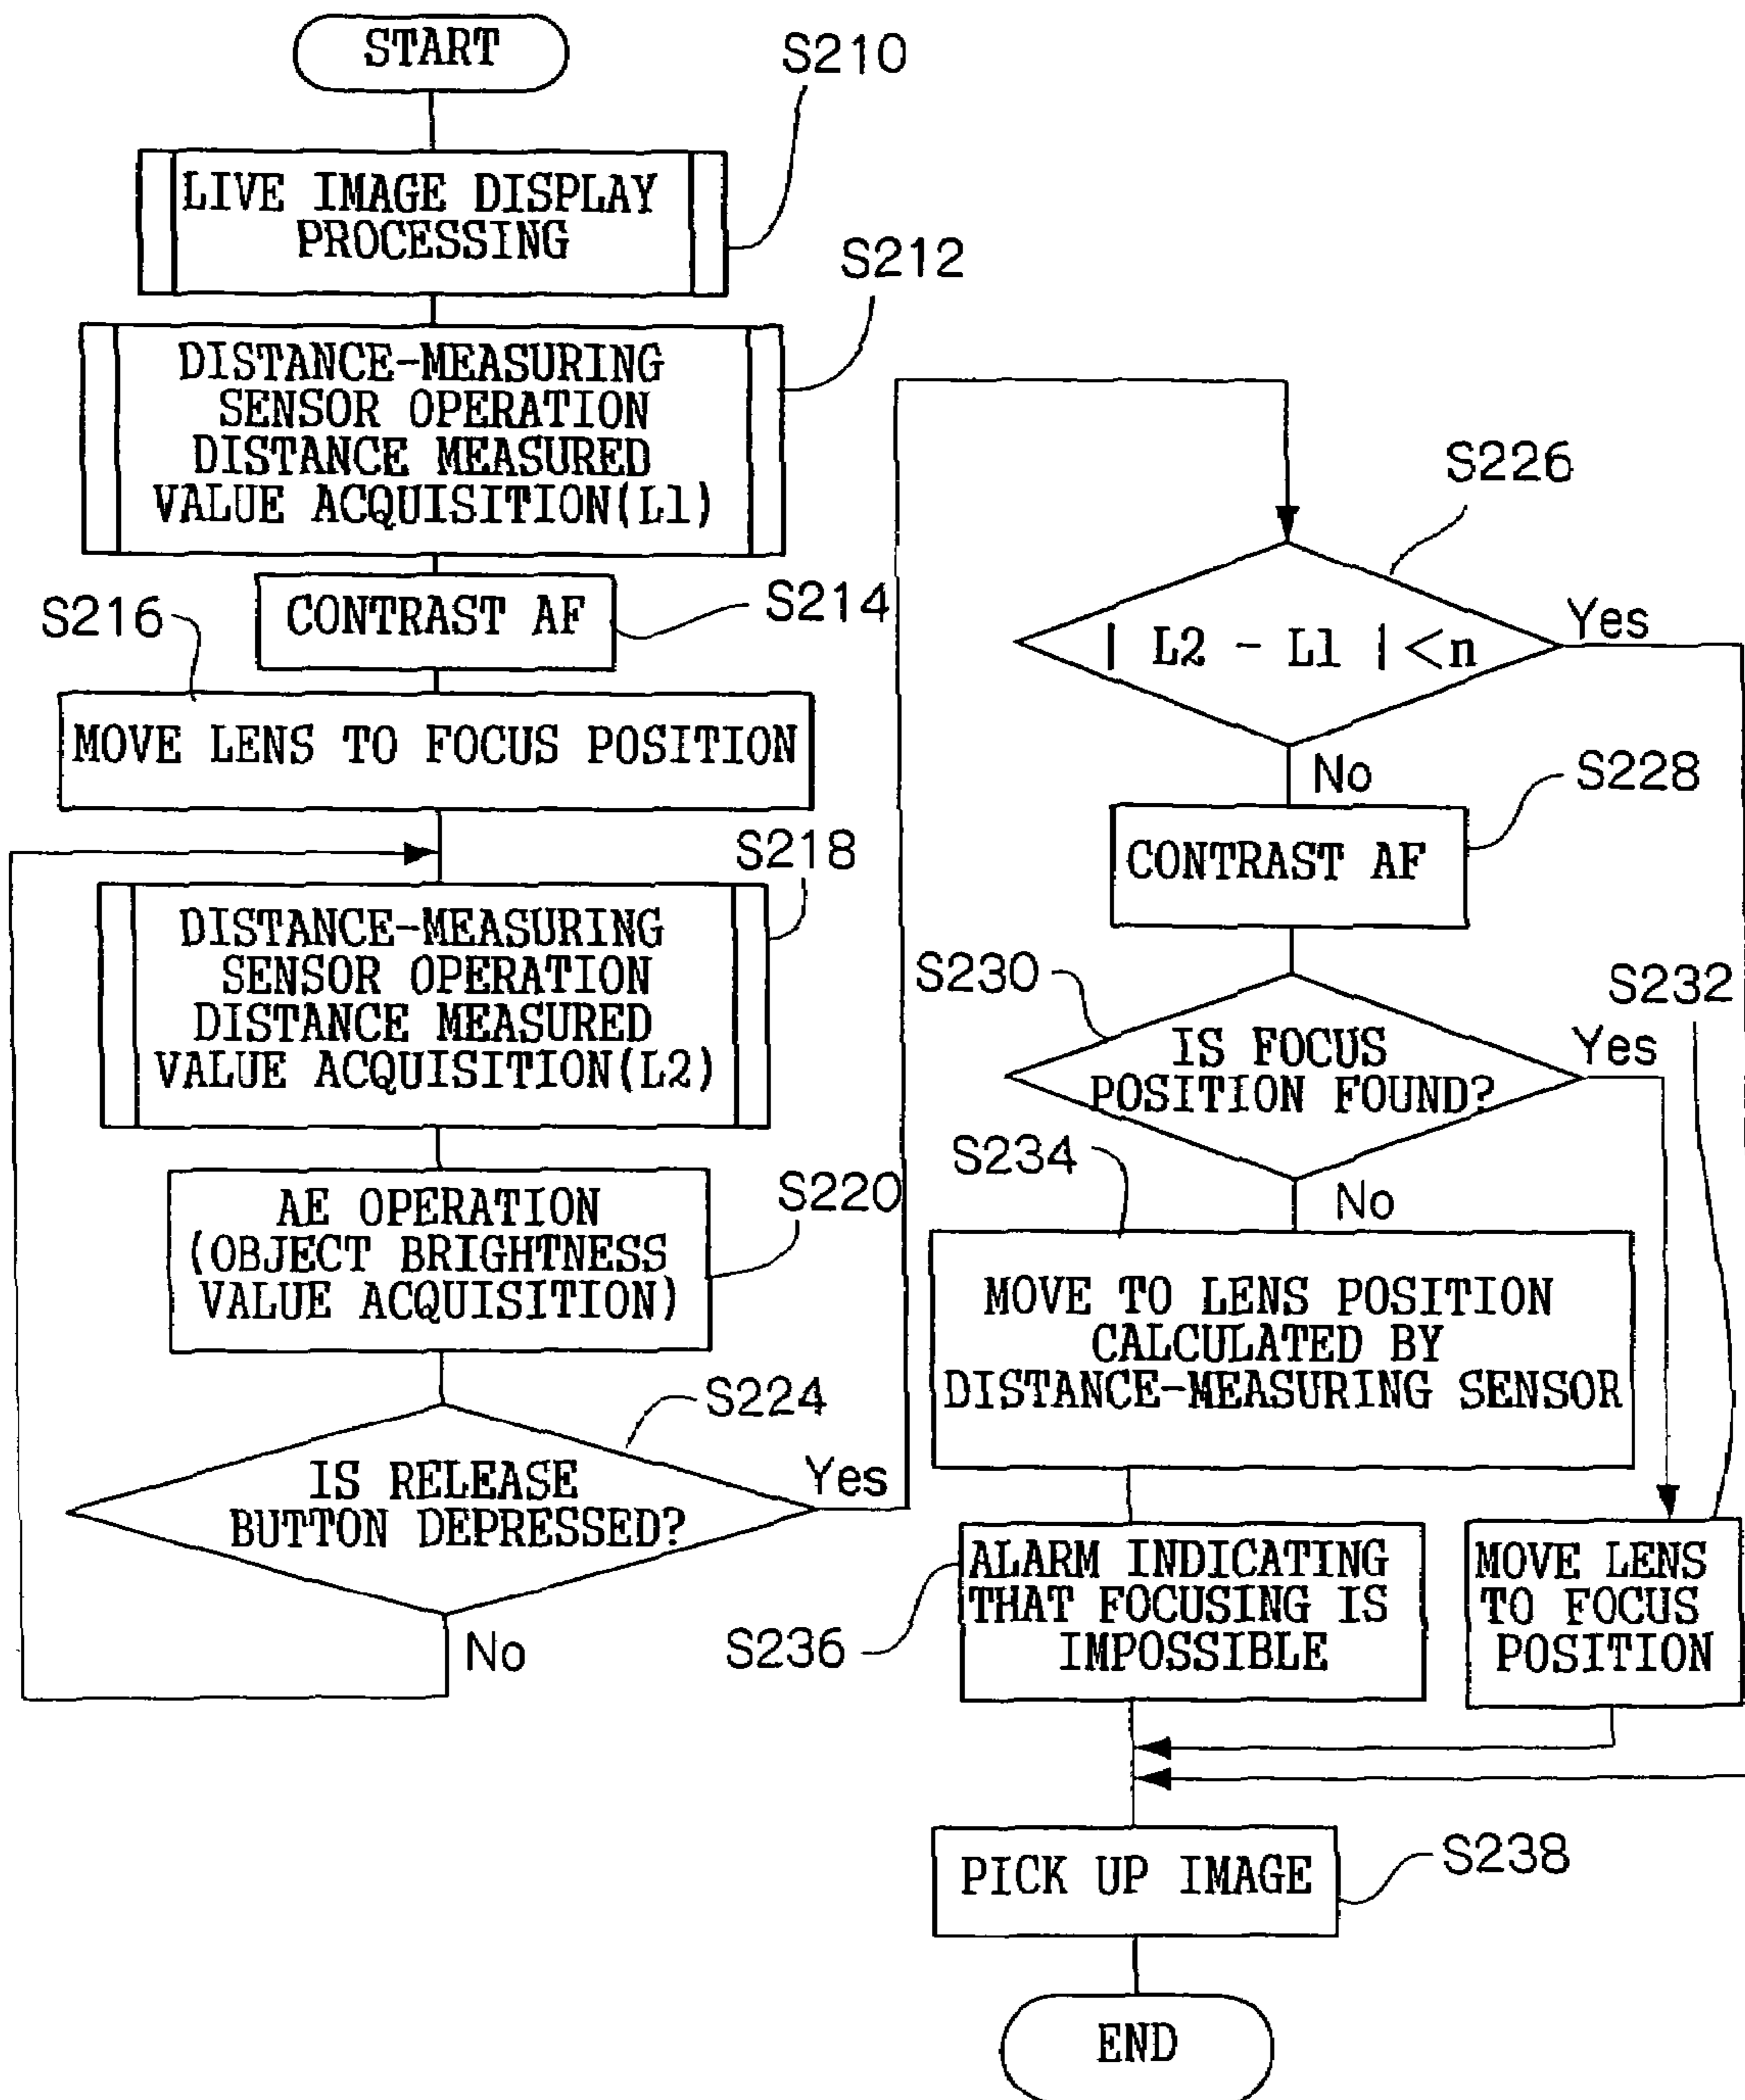 START
S210
LIVE IMAGE DISPLAY
PROCESSING
S212
DISTANCE-MEASURING
SENSOR OPERATION
DISTANCE MEASURED
VALUE ACQUISITION(L1)
S214
CONTRAST AF
S216
MOVE LENS TO FOCUS POSITION
S218
DISTANCE-MEASURING
SENSOR OPERATION
DISTANCE MEASURED
VALUE ACQUISITION(L2)
S220
AE OPERATION
(OBJECT BRIGHTNESS
VALUE ACQUISITION)
S224
IS RELEASE
BUTTON DEPRESSED?
Yes
No
S226
| L2 - L1 | <n
Yes
No
S228
CONTRAST AF
S230
IS FOCUS
POSITION FOUND?
Yes
No
S232
S234
MOVE TO LENS POSITION
CALCULATED BY
DISTANCE-MEASURING SENSOR
S236
ALARM INDICATING
THAT FOCUSING IS
IMPOSSIBLE
MOVE LENS
TO FOCUS
POSITION
PICK UP IMAGE
S238
END